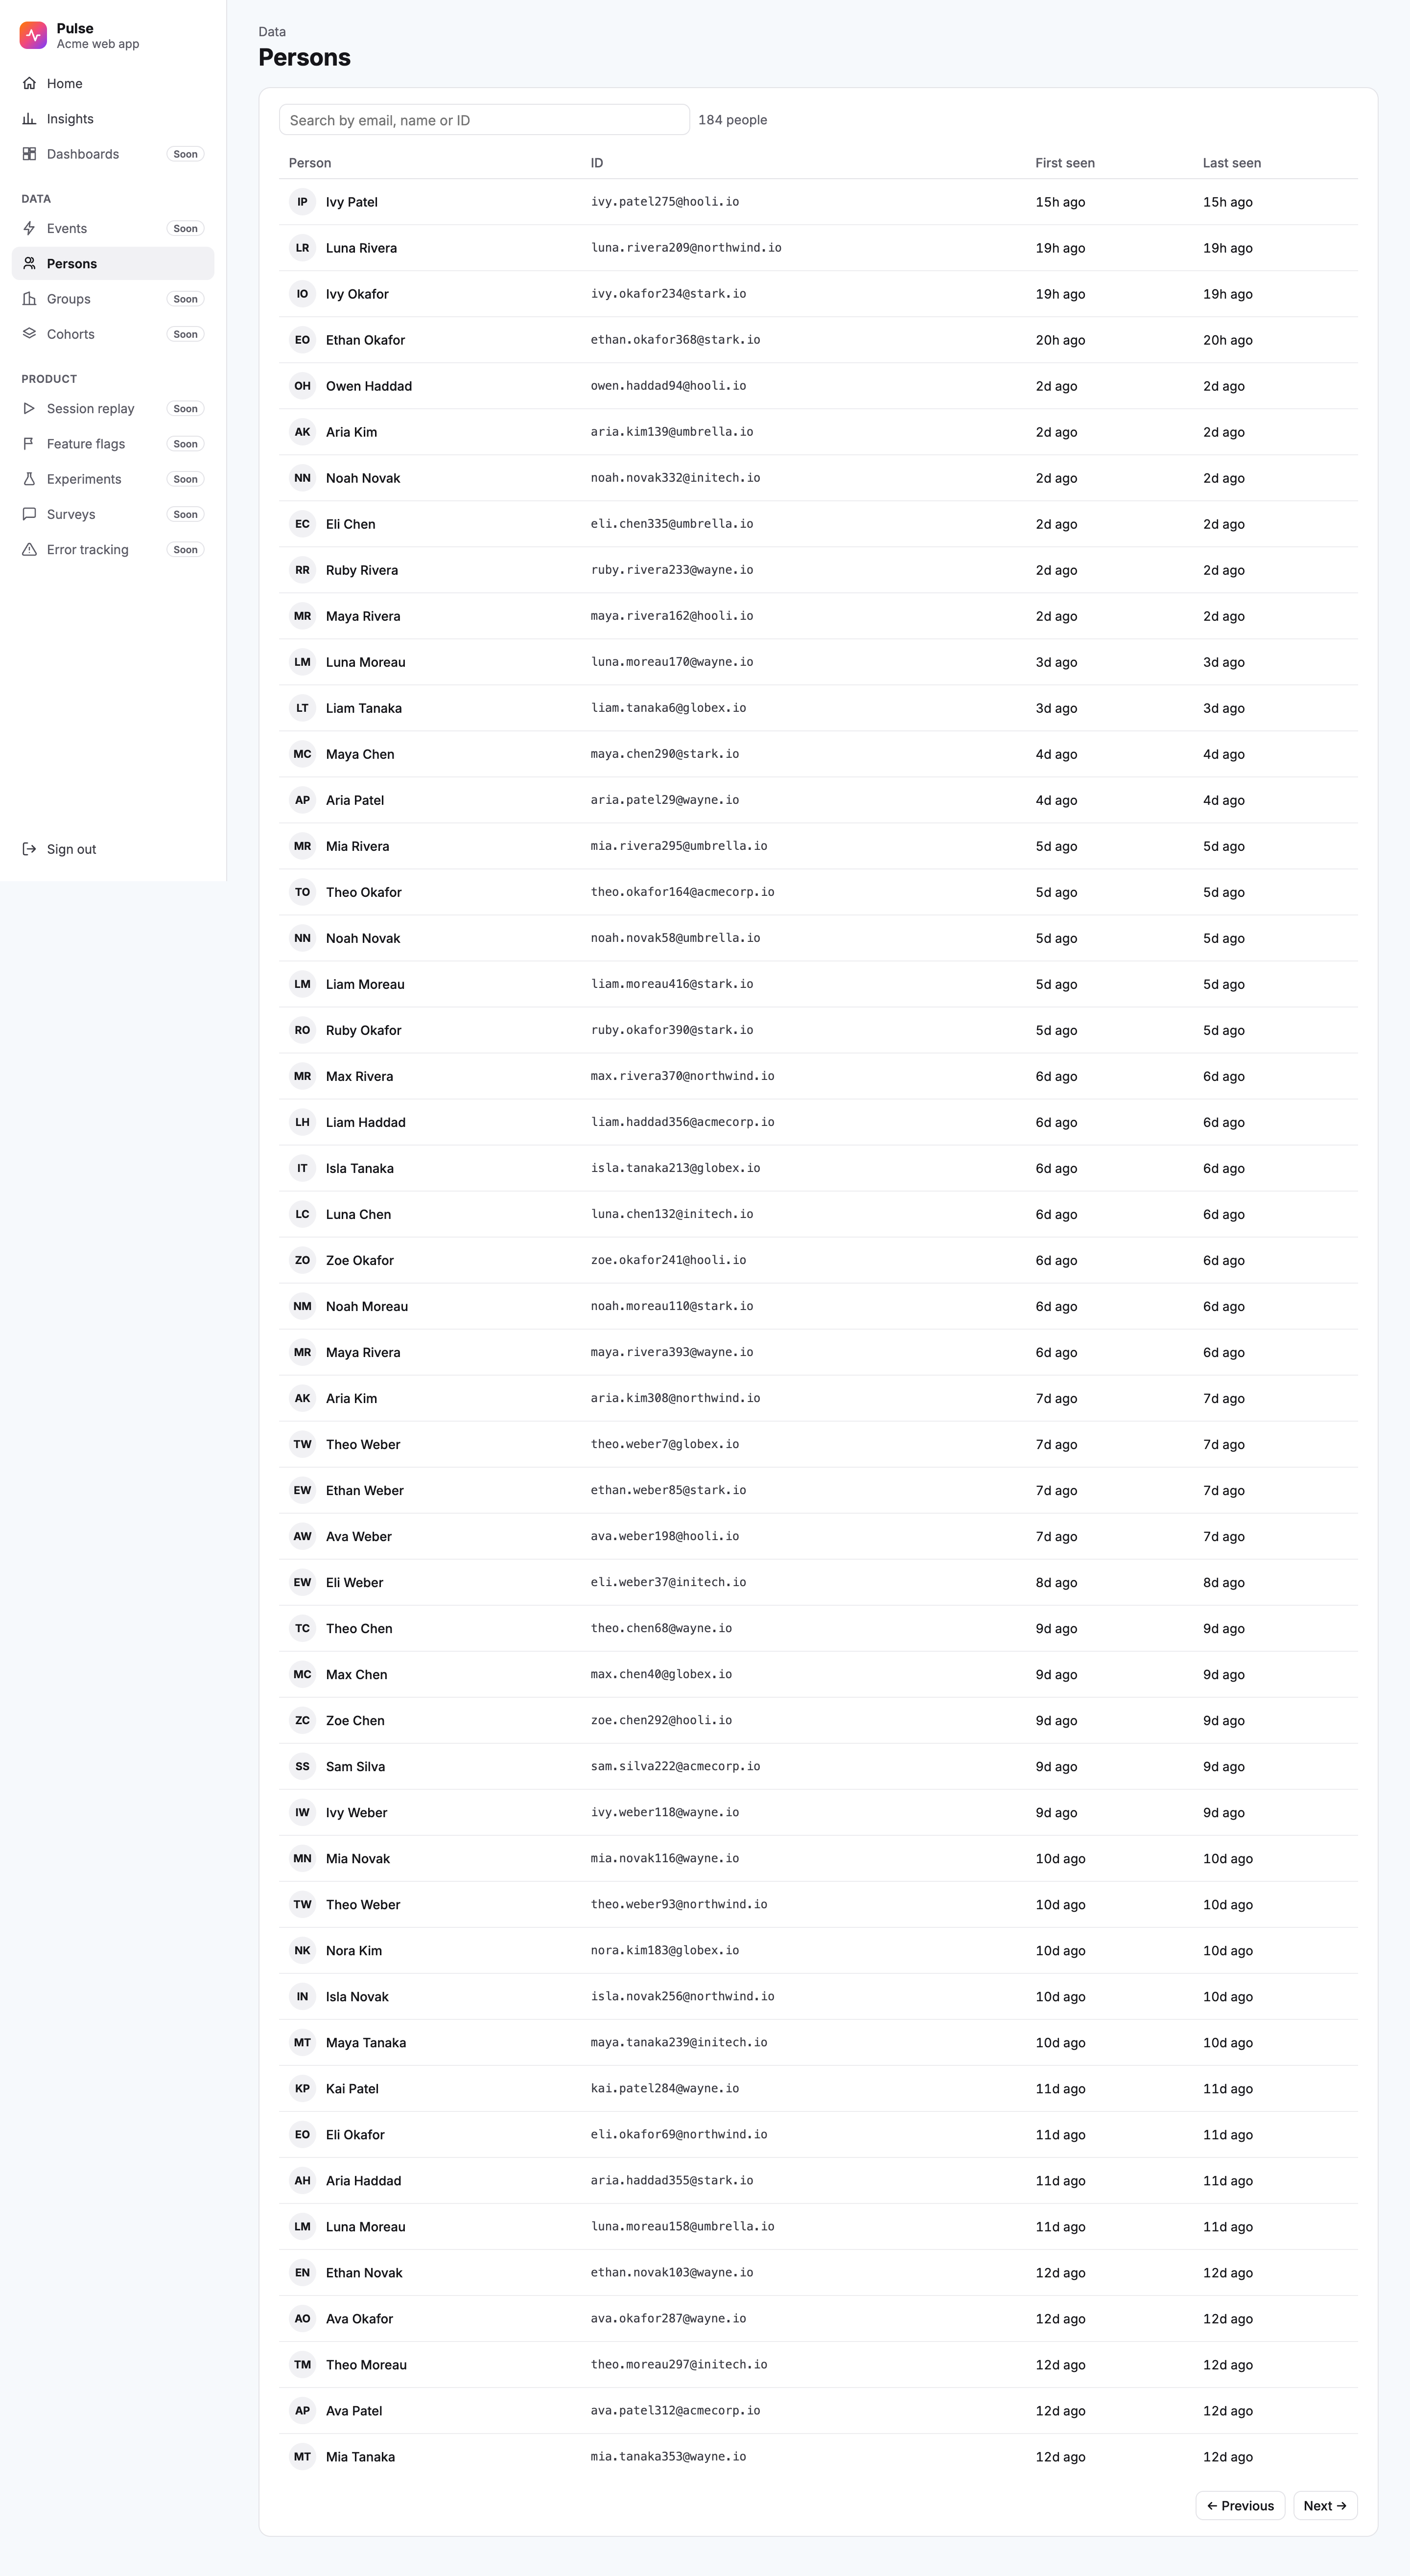 Pulse
Acme web app
Home
Insights
Dashboards Soon
DATA
Events Soon
Persons
Groups Soon
Cohorts Soon
PRODUCT
Session replay Soon
Feature flags Soon
Experiments Soon
Surveys Soon
Error tracking Soon
Sign out
Data
Persons
Search by email, name or ID 184 people
Person ID First seen Last seen
IP Ivy Patel ivy.patel275@hooli.io 15h ago 15h ago
LR Luna Rivera luna.rivera209@northwind.io 19h ago 19h ago
IO Ivy Okafor ivy.okafor234@stark.io 19h ago 19h ago
EO Ethan Okafor ethan.okafor368@stark.io 20h ago 20h ago
OH Owen Haddad owen.haddad94@hooli.io 2d ago 2d ago
AK Aria Kim aria.kim139@umbrella.io 2d ago 2d ago
NN Noah Novak noah.novak332@initech.io 2d ago 2d ago
EC Eli Chen eli.chen335@umbrella.io 2d ago 2d ago
RR Ruby Rivera ruby.rivera233@wayne.io 2d ago 2d ago
MR Maya Rivera maya.rivera162@hooli.io 2d ago 2d ago
LM Luna Moreau luna.moreau170@wayne.io 3d ago 3d ago
LT Liam Tanaka liam.tanaka6@globex.io 3d ago 3d ago
MC Maya Chen maya.chen290@stark.io 4d ago 4d ago
AP Aria Patel aria.patel29@wayne.io 4d ago 4d ago
MR Mia Rivera mia.rivera295@umbrella.io 5d ago 5d ago
TO Theo Okafor theo.okafor164@acmecorp.io 5d ago 5d ago
NN Noah Novak noah.novak58@umbrella.io 5d ago 5d ago
LM Liam Moreau liam.moreau416@stark.io 5d ago 5d ago
RO Ruby Okafor ruby.okafor390@stark.io 5d ago 5d ago
MR Max Rivera max.rivera370@northwind.io 6d ago 6d ago
LH Liam Haddad liam.haddad356@acmecorp.io 6d ago 6d ago
IT Isla Tanaka isla.tanaka213@globex.io 6d ago 6d ago
LC Luna Chen luna.chen132@initech.io 6d ago 6d ago
ZO Zoe Okafor zoe.okafor241@hooli.io 6d ago 6d ago
NM Noah Moreau noah.moreau110@stark.io 6d ago 6d ago
MR Maya Rivera maya.rivera393@wayne.io 6d ago 6d ago
AK Aria Kim aria.kim308@northwind.io 7d ago 7d ago
TW Theo Weber theo.weber7@globex.io 7d ago 7d ago
EW Ethan Weber ethan.weber85@stark.io 7d ago 7d ago
AW Ava Weber ava.weber198@hooli.io 7d ago 7d ago
EW Eli Weber eli.weber37@initech.io 8d ago 8d ago
TC Theo Chen theo.chen68@wayne.io 9d ago 9d ago
MC Max Chen max.chen40@globex.io 9d ago 9d ago
ZC Zoe Chen zoe.chen292@hooli.io 9d ago 9d ago
SS Sam Silva sam.silva222@acmecorp.io 9d ago 9d ago
IW Ivy Weber ivy.weber118@wayne.io 9d ago 9d ago
MN Mia Novak mia.novak116@wayne.io 10d ago 10d ago
TW Theo Weber theo.weber93@northwind.io 10d ago 10d ago
NK Nora Kim nora.kim183@globex.io 10d ago 10d ago
IN Isla Novak isla.novak256@northwind.io 10d ago 10d ago
MT Maya Tanaka maya.tanaka239@initech.io 10d ago 10d ago
KP Kai Patel kai.patel284@wayne.io 11d ago 11d ago
EO Eli Okafor eli.okafor69@northwind.io 11d ago 11d ago
AH Aria Haddad aria.haddad355@stark.io 11d ago 11d ago
LM Luna Moreau luna.moreau158@umbrella.io 11d ago 11d ago
EN Ethan Novak ethan.novak103@wayne.io 12d ago 12d ago
AO Ava Okafor ava.okafor287@wayne.io 12d ago 12d ago
TM Theo Moreau theo.moreau297@initech.io 12d ago 12d ago
AP Ava Patel ava.patel312@acmecorp.io 12d ago 12d ago
MT Mia Tanaka mia.tanaka353@wayne.io 12d ago 12d ago
← Previous Next →